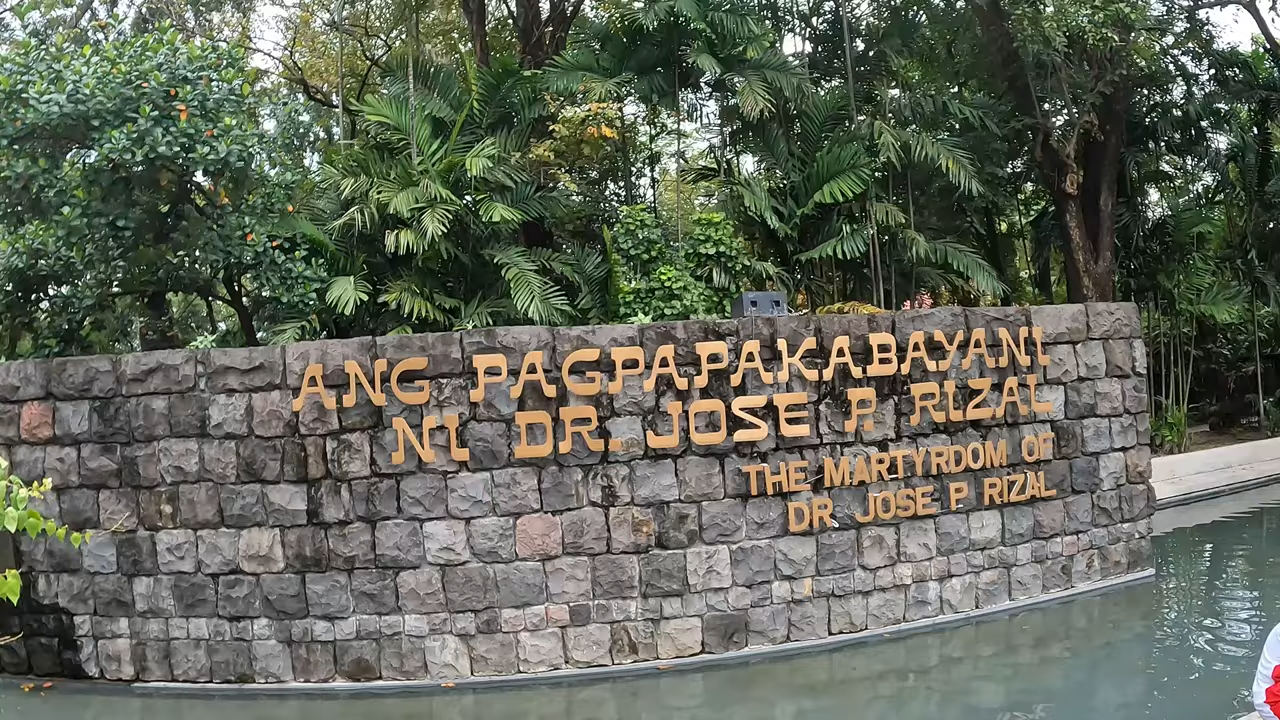 ANG PAGPAPAKABAYANI
NI DR. JOSE P. RIZAL
THE MARTYRDOM OF
DR JOSE P RIZAL